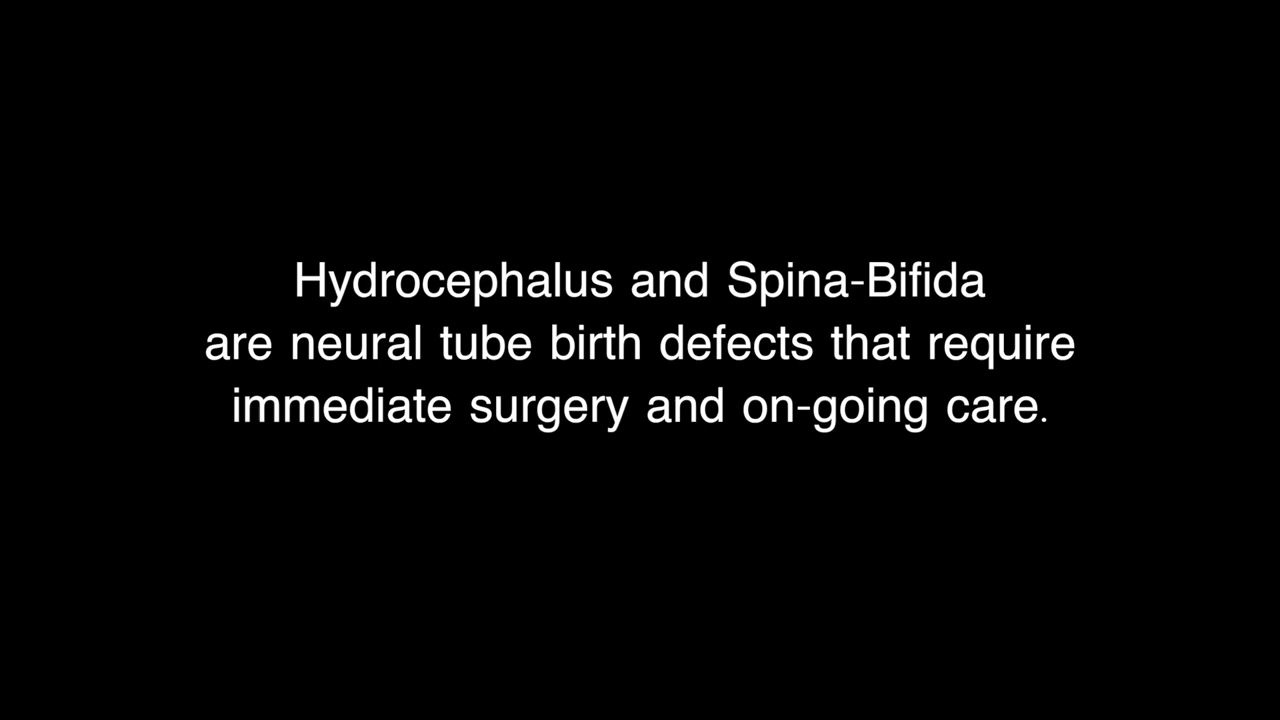 Hydrocephalus and Spina-Bifida
are neural tube birth defects that require
immediate surgery and on-going care.